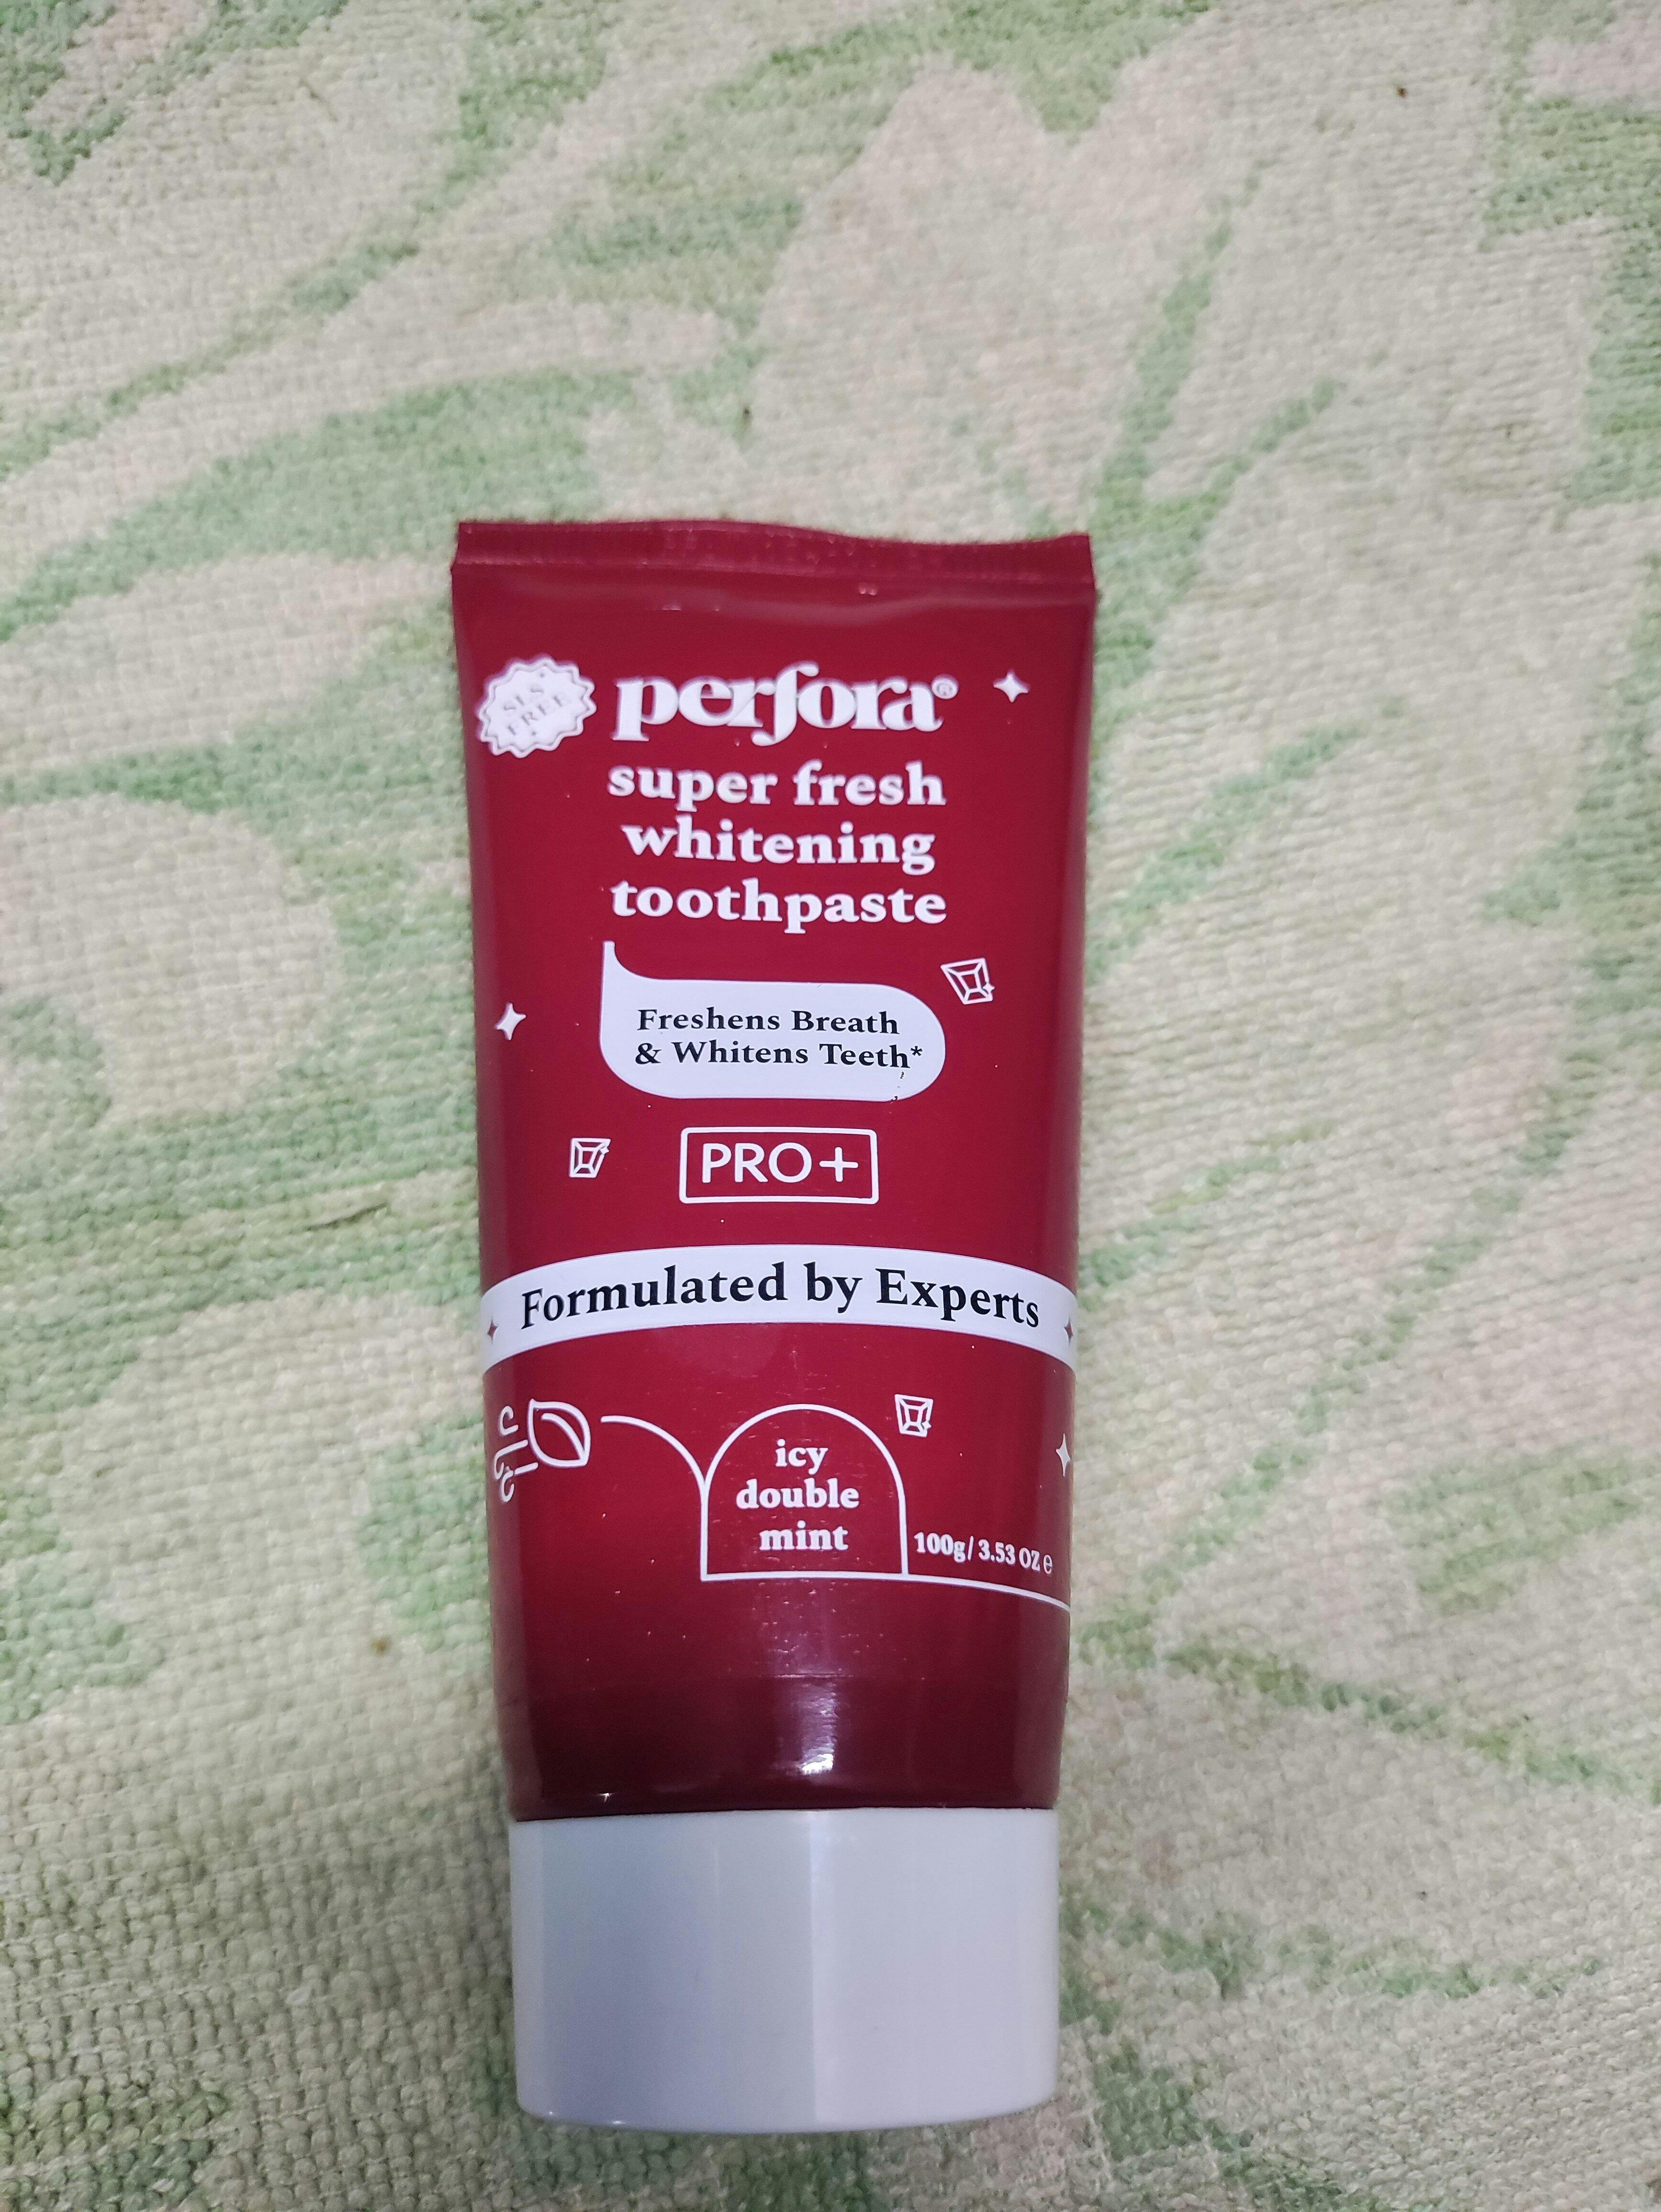 SLS
FREE
perfora®
super fresh
whitening
toothpaste
Freshens Breath
& Whitens Teeth*
PRO+
Formulated by Experts
icy
double
mint
100g/3.53 OZ ℮